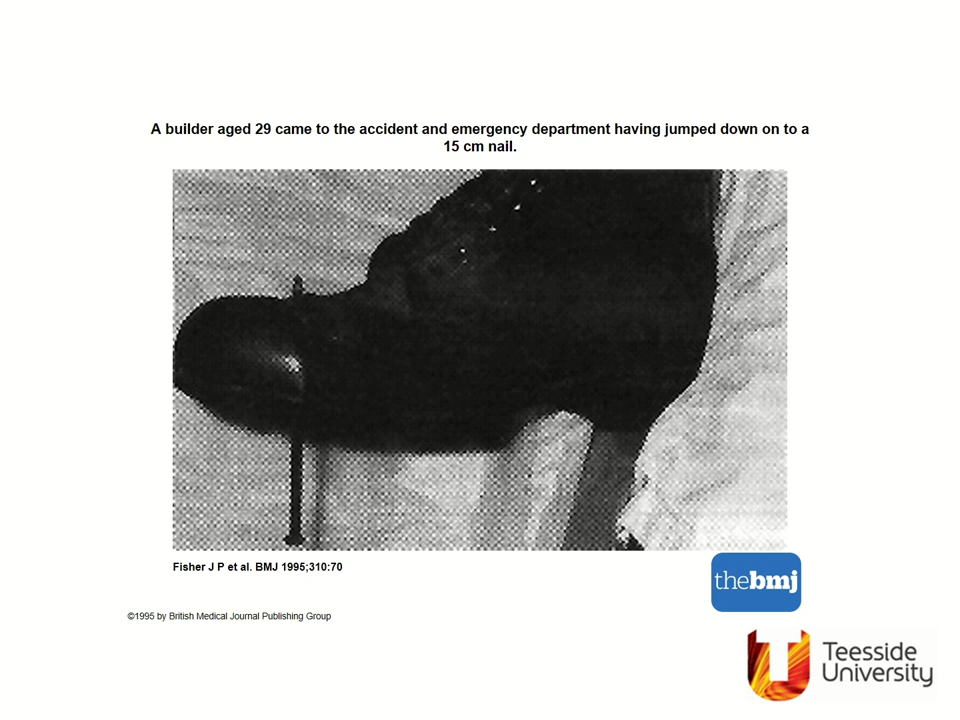 A builder aged 29 came to the accident and emergency department having jumped down on to a
15 cm nail.
Fisher J P et al. BMJ 1995;310:70
thebmj
©1995 by British Medical Journal Publishing Group
Teesside
University